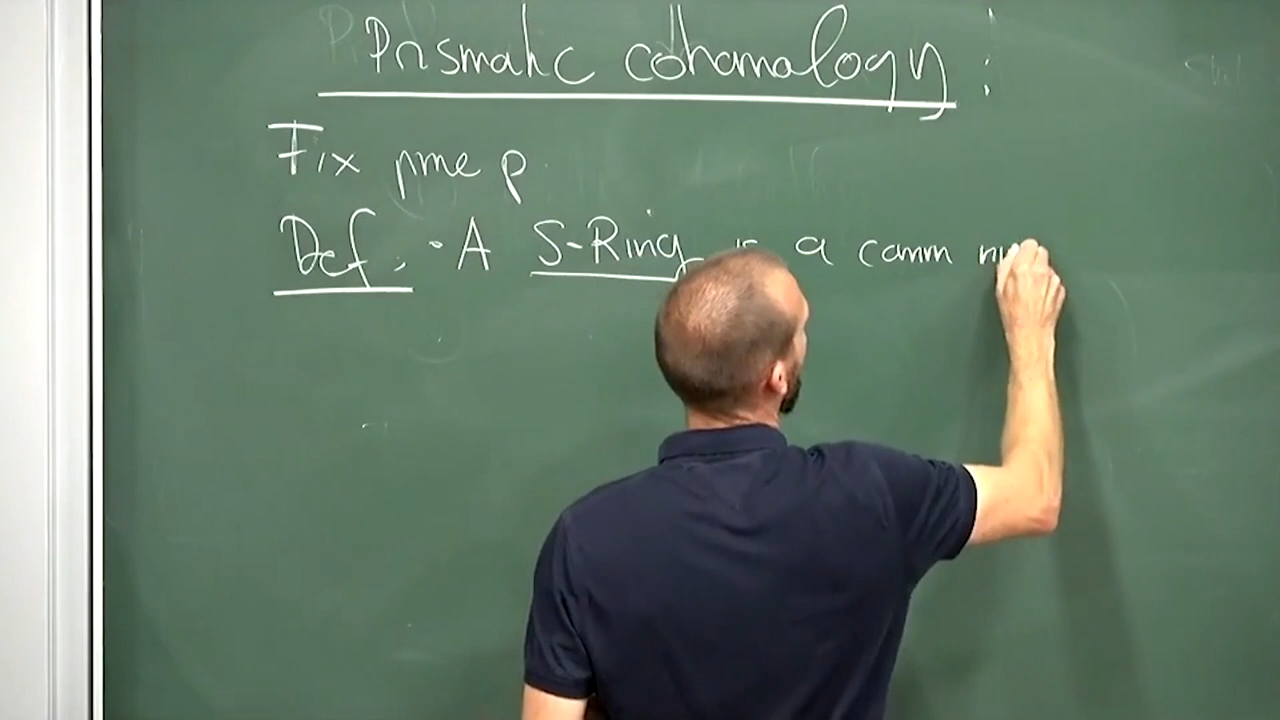 Prismatic cohomology :
Fix prime p
Def: • A δ-Ring is a comm